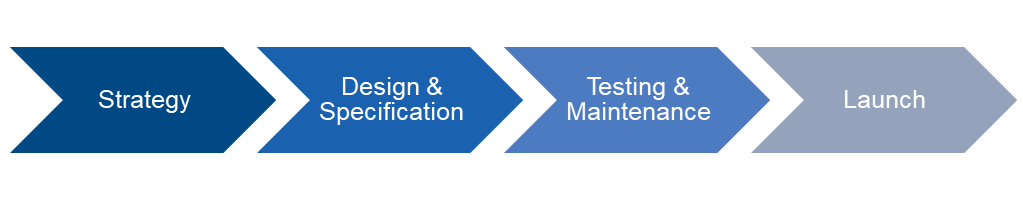 Strategy
Design &
Specification
Testing &
Maintenance
Launch